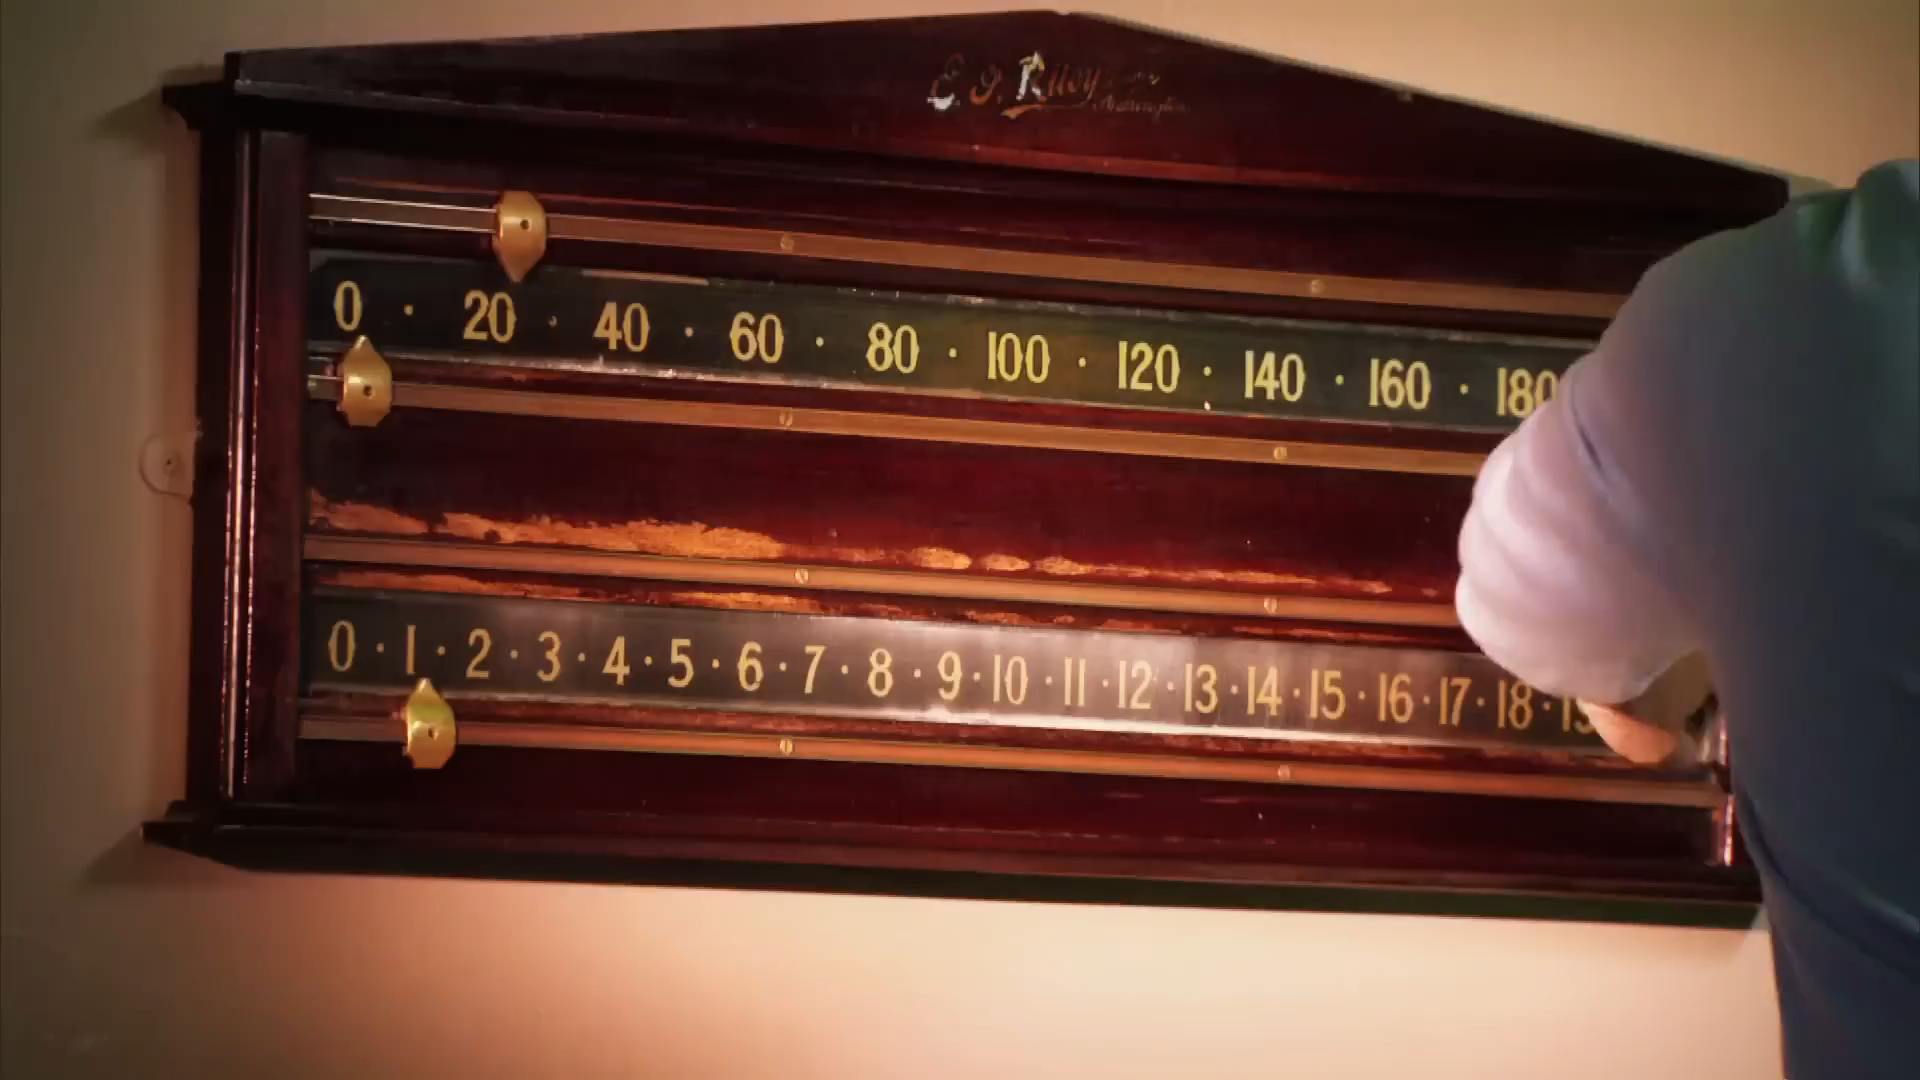 E. J. Riley
0 · 20 · 40 · 60 · 80 · 100 · 120 · 140 · 160 · 180
0 · 1 · 2 · 3 · 4 · 5 · 6 · 7 · 8 · 9 · 10 · 11 · 12 · 13 · 14 · 15 · 16 · 17 · 18 · 19